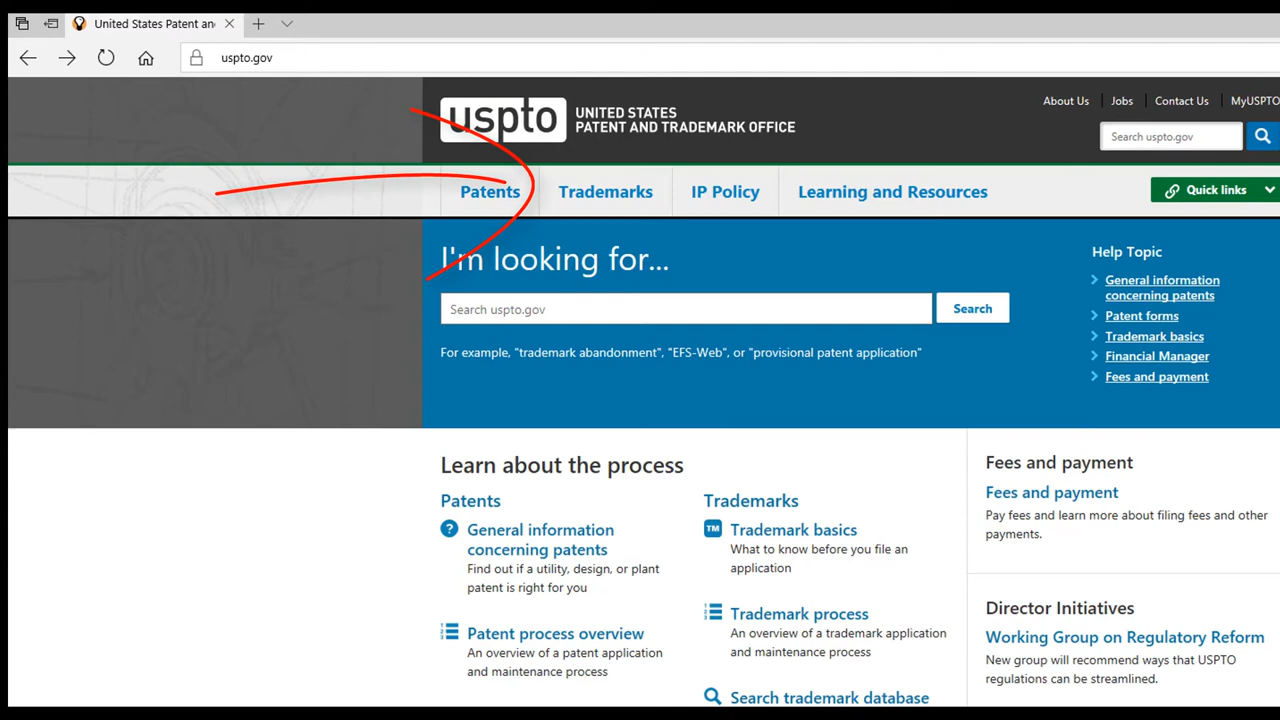 United States Patent an
uspto.gov
uspto UNITED STATES
PATENT AND TRADEMARK OFFICE
About Us Jobs Contact Us MyUSPTO
Search uspto.gov
Patents Trademarks IP Policy Learning and Resources Quick links
I'm looking for...
Search uspto.gov Search
For example, "trademark abandonment", "EFS-Web", or "provisional patent application"
Help Topic
General information
concerning patents
Patent forms
Trademark basics
Financial Manager
Fees and payment
Learn about the process
Patents
General information
concerning patents
Find out if a utility, design, or plant
patent is right for you
Patent process overview
An overview of a patent application
and maintenance process
Trademarks
TM Trademark basics
What to know before you file an
application
Trademark process
An overview of a trademark application
and maintenance process
Search trademark database
Fees and payment
Fees and payment
Pay fees and learn more about filing fees and other
payments.
Director Initiatives
Working Group on Regulatory Reform
New group will recommend ways that USPTO
regulations can be streamlined.